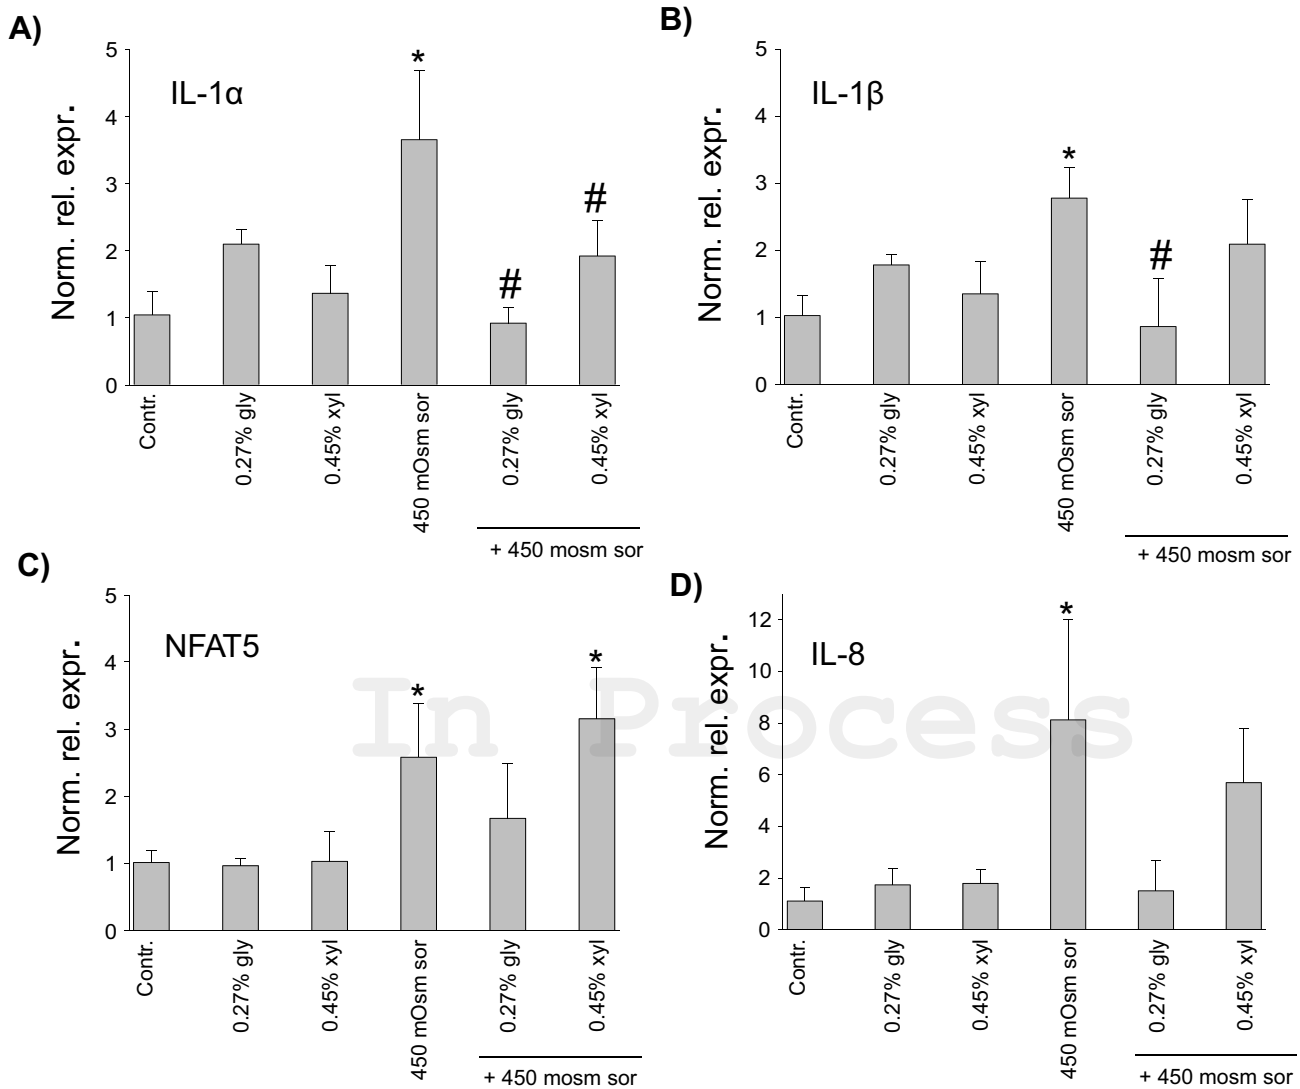 A)
IL-1α
Norm. rel. expr.
5
4
3
2
1
0
*
#
#
Contr.
0.27% gly
0.45% xyl
450 mOsm sor
0.27% gly
0.45% xyl
+ 450 mosm sor
B)
IL-1β
Norm. rel. expr.
5
4
3
2
1
0
*
#
Contr.
0.27% gly
0.45% xyl
450 mOsm sor
0.27% gly
0.45% xyl
+ 450 mosm sor
C)
NFAT5
Norm. rel. expr.
5
4
3
2
1
0
*
*
Contr.
0.27% gly
0.45% xyl
450 mOsm sor
0.27% gly
0.45% xyl
+ 450 mosm sor
D)
IL-8
Norm. rel. expr.
12
10
8
6
4
2
0
*
Contr.
0.27% gly
0.45% xyl
450 mOsm sor
0.27% gly
0.45% xyl
+ 450 mosm sor
In Process